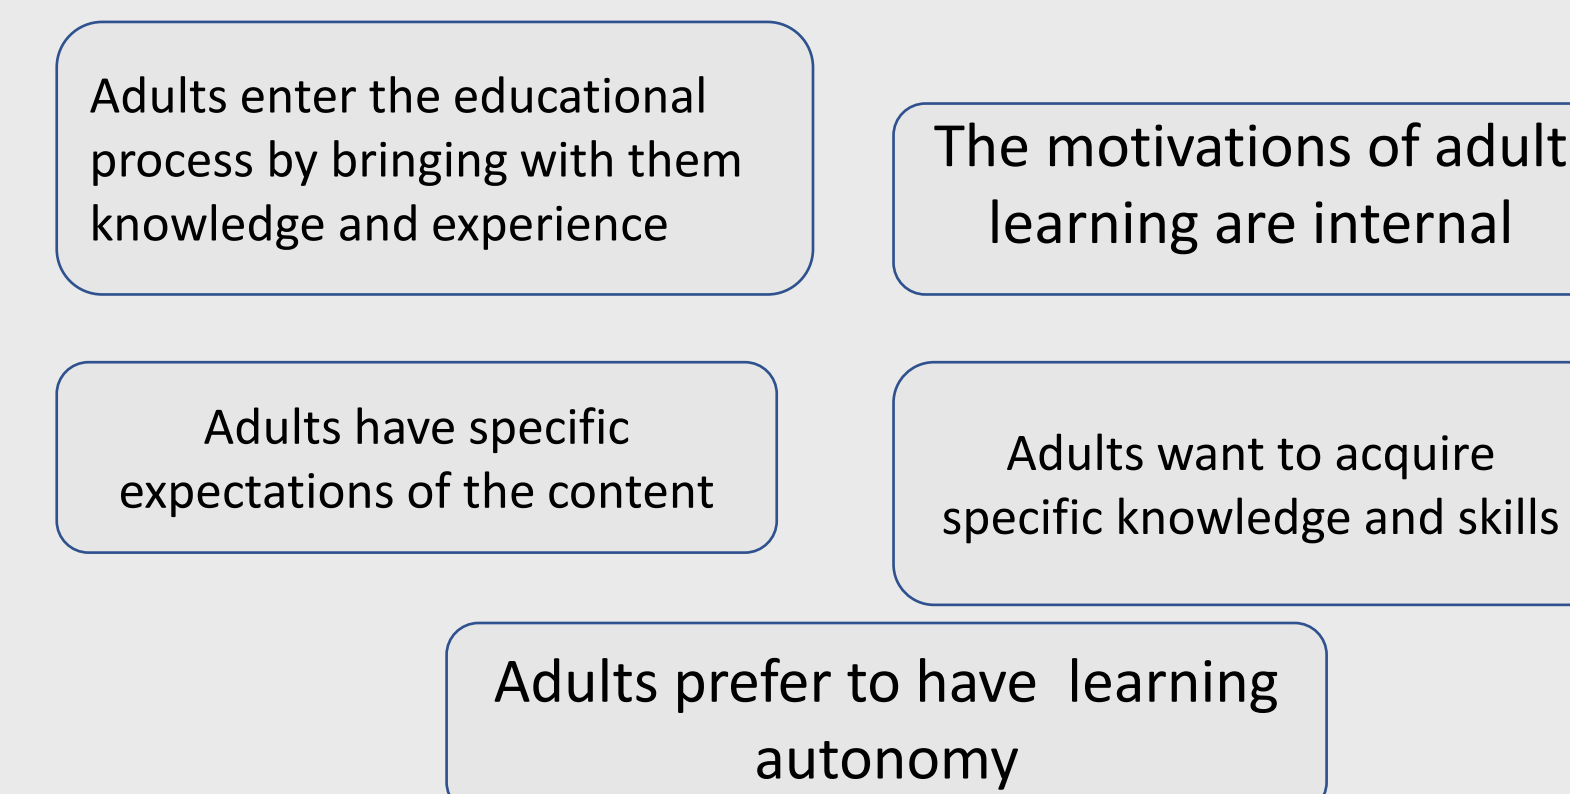 Adults enter the educational
process by bringing with them
knowledge and experience
The motivations of adult
learning are internal
Adults have specific
expectations of the content
Adults want to acquire
specific knowledge and skills
Adults prefer to have  learning
autonomy